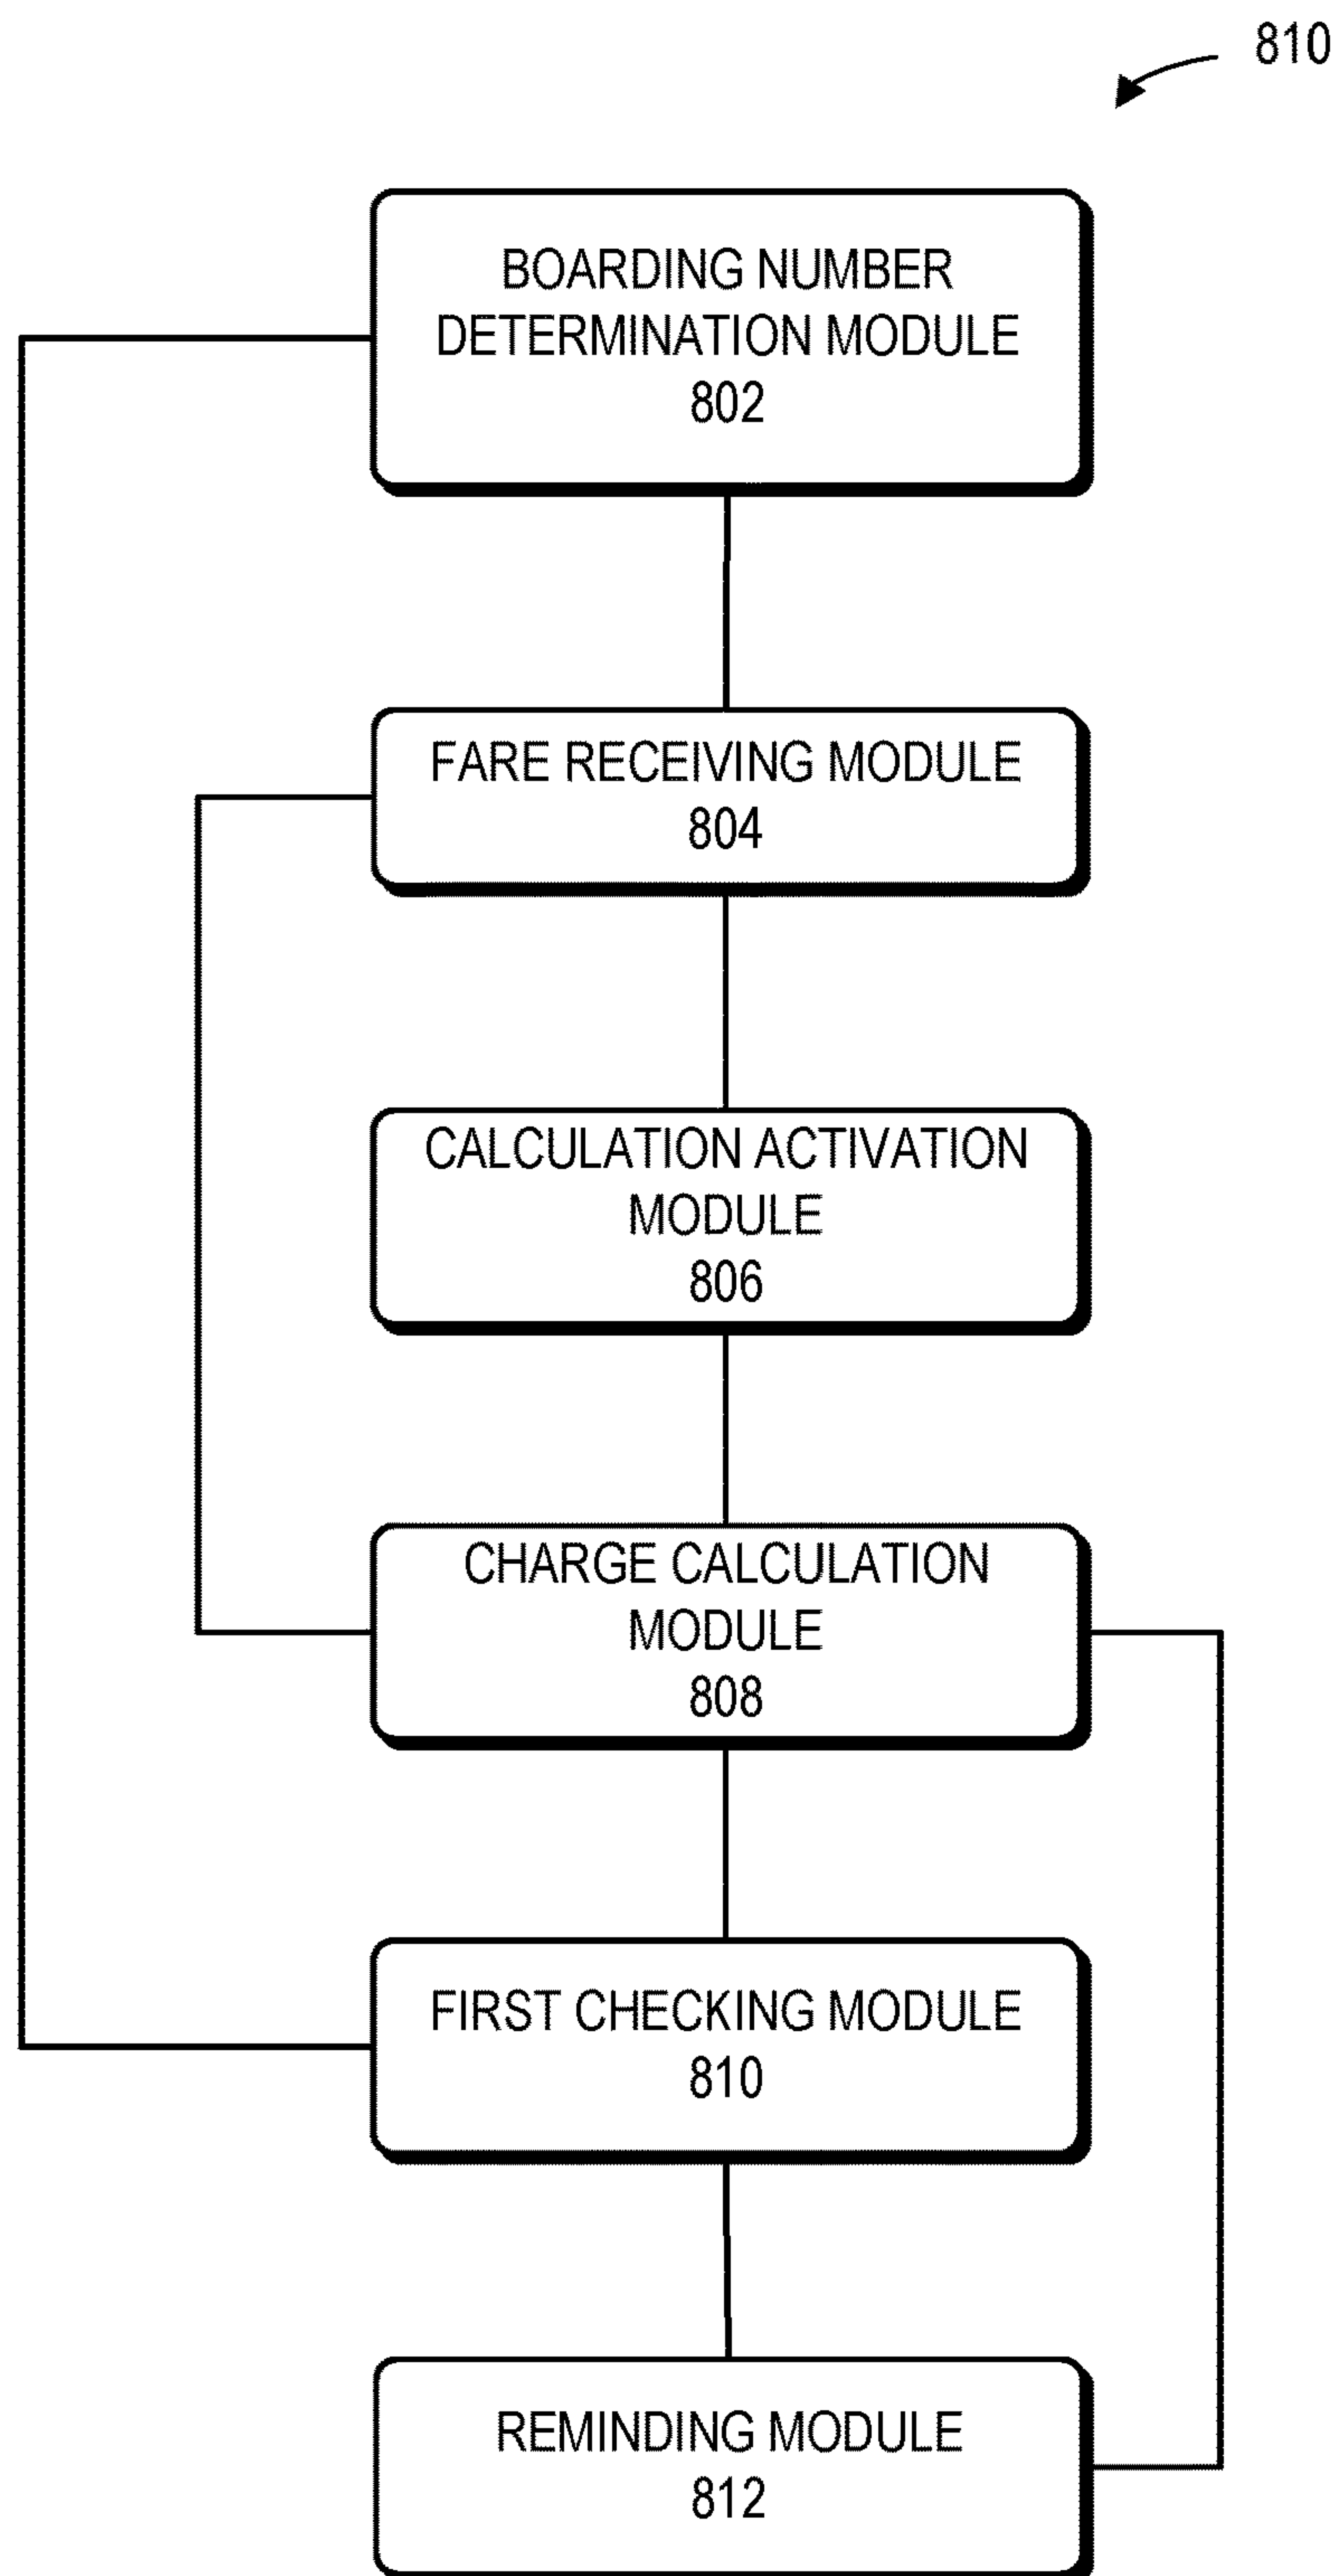 810
BOARDING NUMBER
DETERMINATION MODULE
802
FARE RECEIVING MODULE
804
CALCULATION ACTIVATION
MODULE
806
CHARGE CALCULATION
MODULE
808
FIRST CHECKING MODULE
810
REMINDING MODULE
812